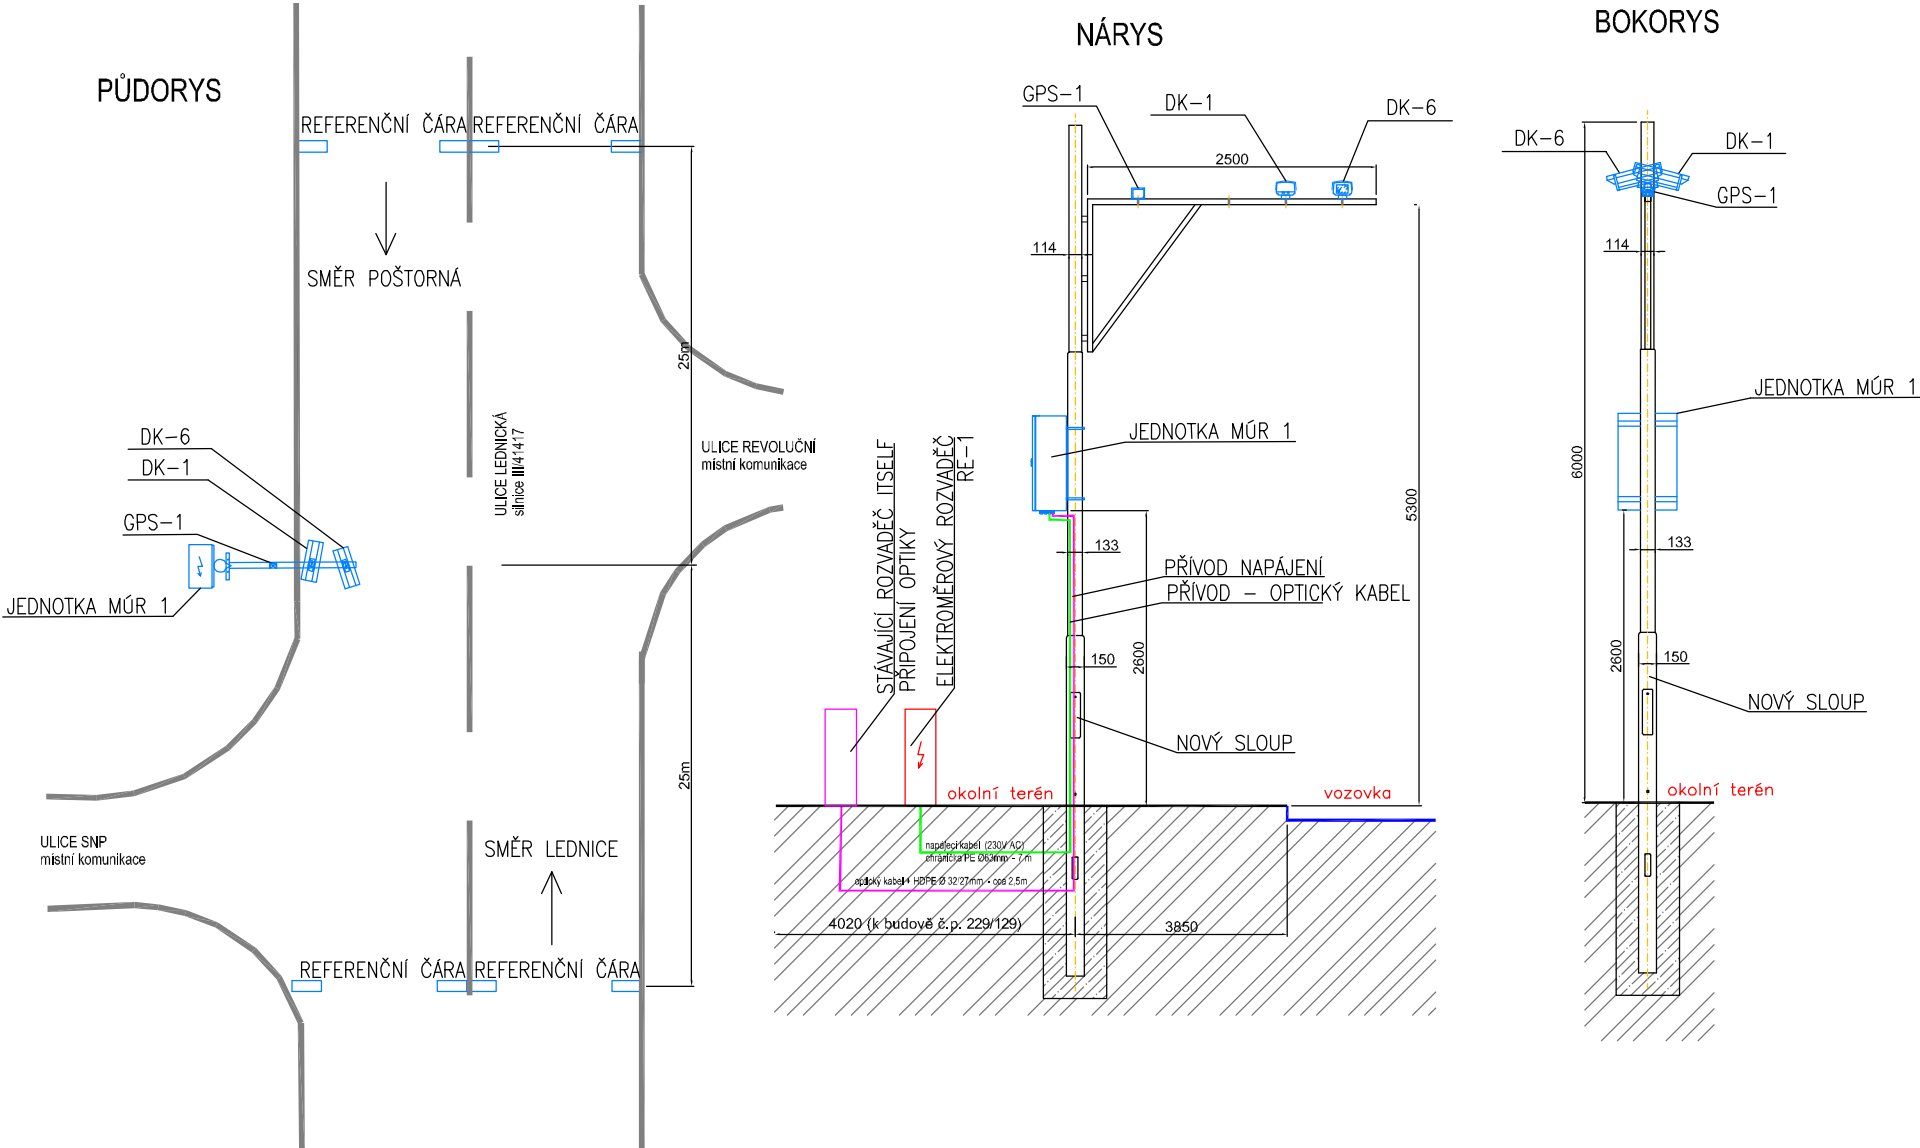 PŮDORYS
REFERENČNÍ ČÁRA
REFERENČNÍ ČÁRA
SMĚR POŠTORNÁ
25m
ULICE LEDNICKÁ
silnice III/41417
ULICE REVOLUČNÍ
místní komunikace
DK-6
DK-1
GPS-1
JEDNOTKA MÚR 1
25m
ULICE SNP
místní komunikace
SMĚR LEDNICE
REFERENČNÍ ČÁRA
REFERENČNÍ ČÁRA
NÁRYS
GPS-1
DK-1
DK-6
2500
114
JEDNOTKA MÚR 1
STÁVAJÍCÍ ROZVADĚČ ITSELF
PŘIPOJENÍ OPTIKY
ELEKTROMĚROVÝ ROZVADĚČ
RE-1
5300
133
PŘÍVOD NAPÁJENÍ
PŘÍVOD - OPTICKÝ KABEL
150
2600
NOVÝ SLOUP
okolní terén
vozovka
napájecí kabel (230V AC)
chránička PE Ø63mm - 7 m
optický kabel + HDPE Ø 32/27mm - cca 2,5m
4020 (k budově č.p. 229/129)
3850
BOKORYS
DK-6
DK-1
GPS-1
114
JEDNOTKA MÚR 1
6000
133
2600
150
NOVÝ SLOUP
okolní terén